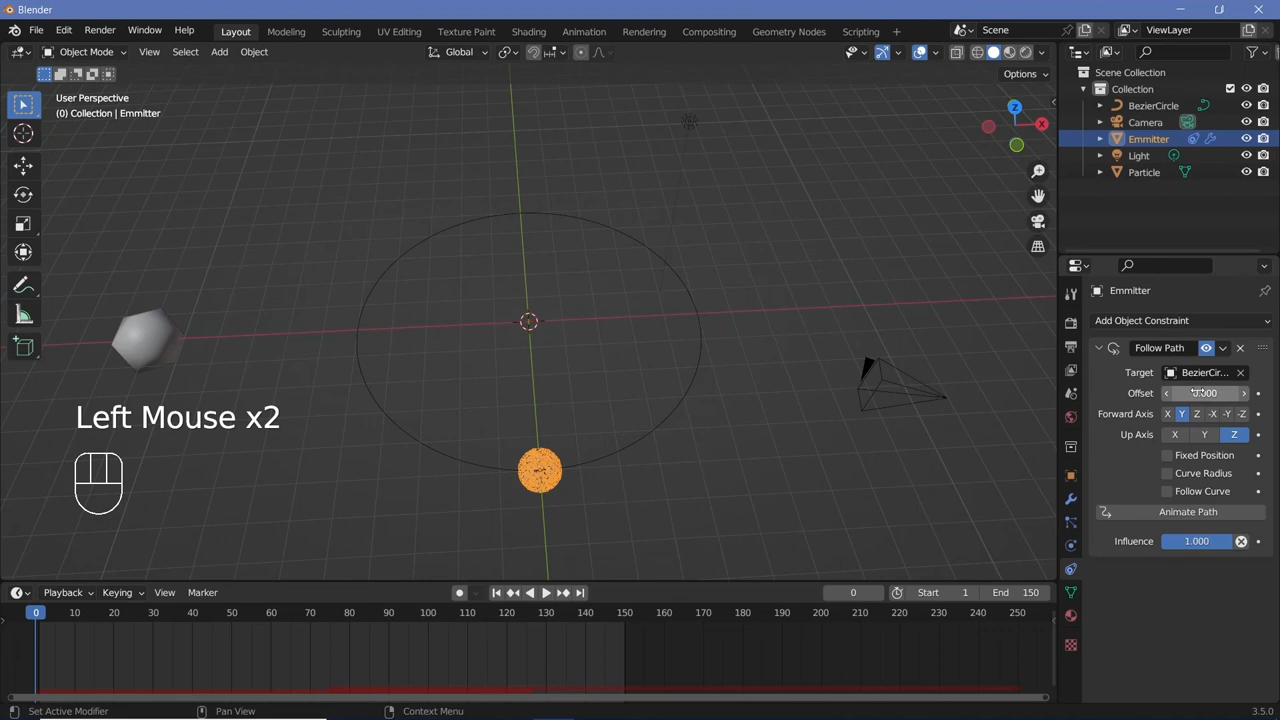 Blender
File Edit Render Window Help
Layout Modeling Sculpting UV Editing Texture Paint Shading Animation Rendering Compositing Geometry Nodes Scripting +
Scene
ViewLayer
Object Mode View Select Add Object
Global
Options
User Perspective
(0) Collection | Emmitter
Z
X
Scene Collection
Collection
BezierCircle
Camera
Emmitter
Light
Particle
Emmitter
Add Object Constraint
Follow Path
Target BezierCir...
Offset 0.000
Forward Axis X Y Z -X -Y -Z
Up Axis X Y Z
Fixed Position
Curve Radius
Follow Curve
Animate Path
Influence 1.000
Left Mouse x2
Playback Keying View Marker
0 Start 1 End 150
0 10 20 30 40 50 60 70 80 90 100 110 120 130 140 150 160 170 180 190 200 210 220 230 240 250
Set Active Modifier Pan View Context Menu 3.5.0